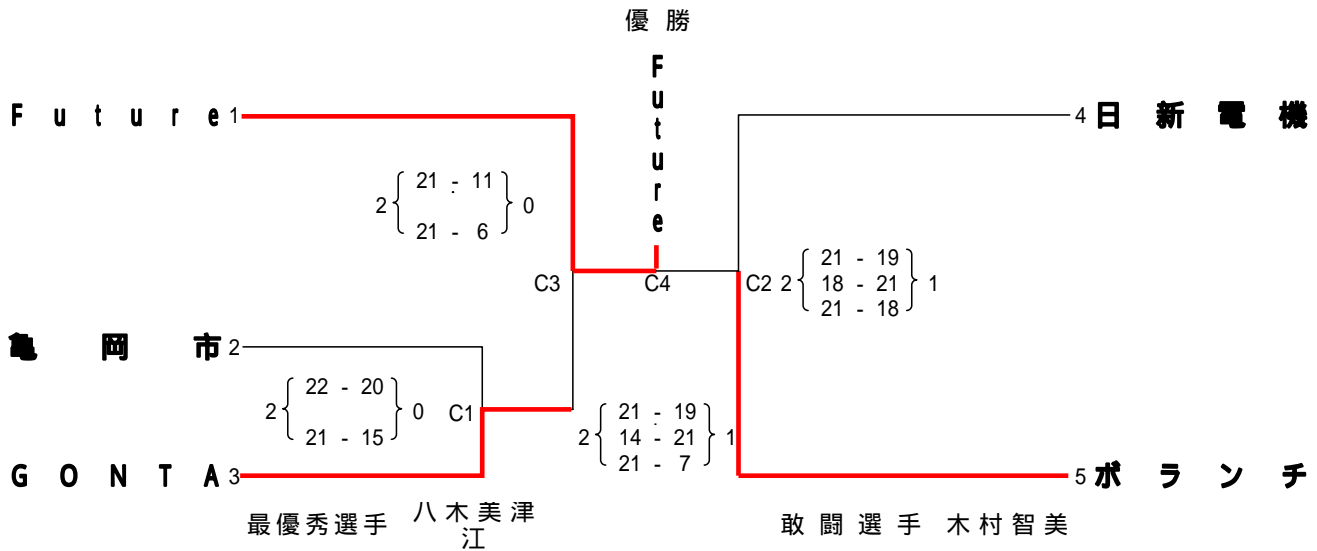 優勝
Future
Future 1
4 日新電機
2 21 - 11 0
21 - 6
C3
C4
C2 2 21 - 19 1
18 - 21
21 - 18
亀岡市 2
2 22 - 20 0
21 - 15
C1
2 21 - 19 1
14 - 21
21 - 7
GONTA 3
5 ボランチ
最優秀選手 八木美津
江
敢闘選手 木村智美